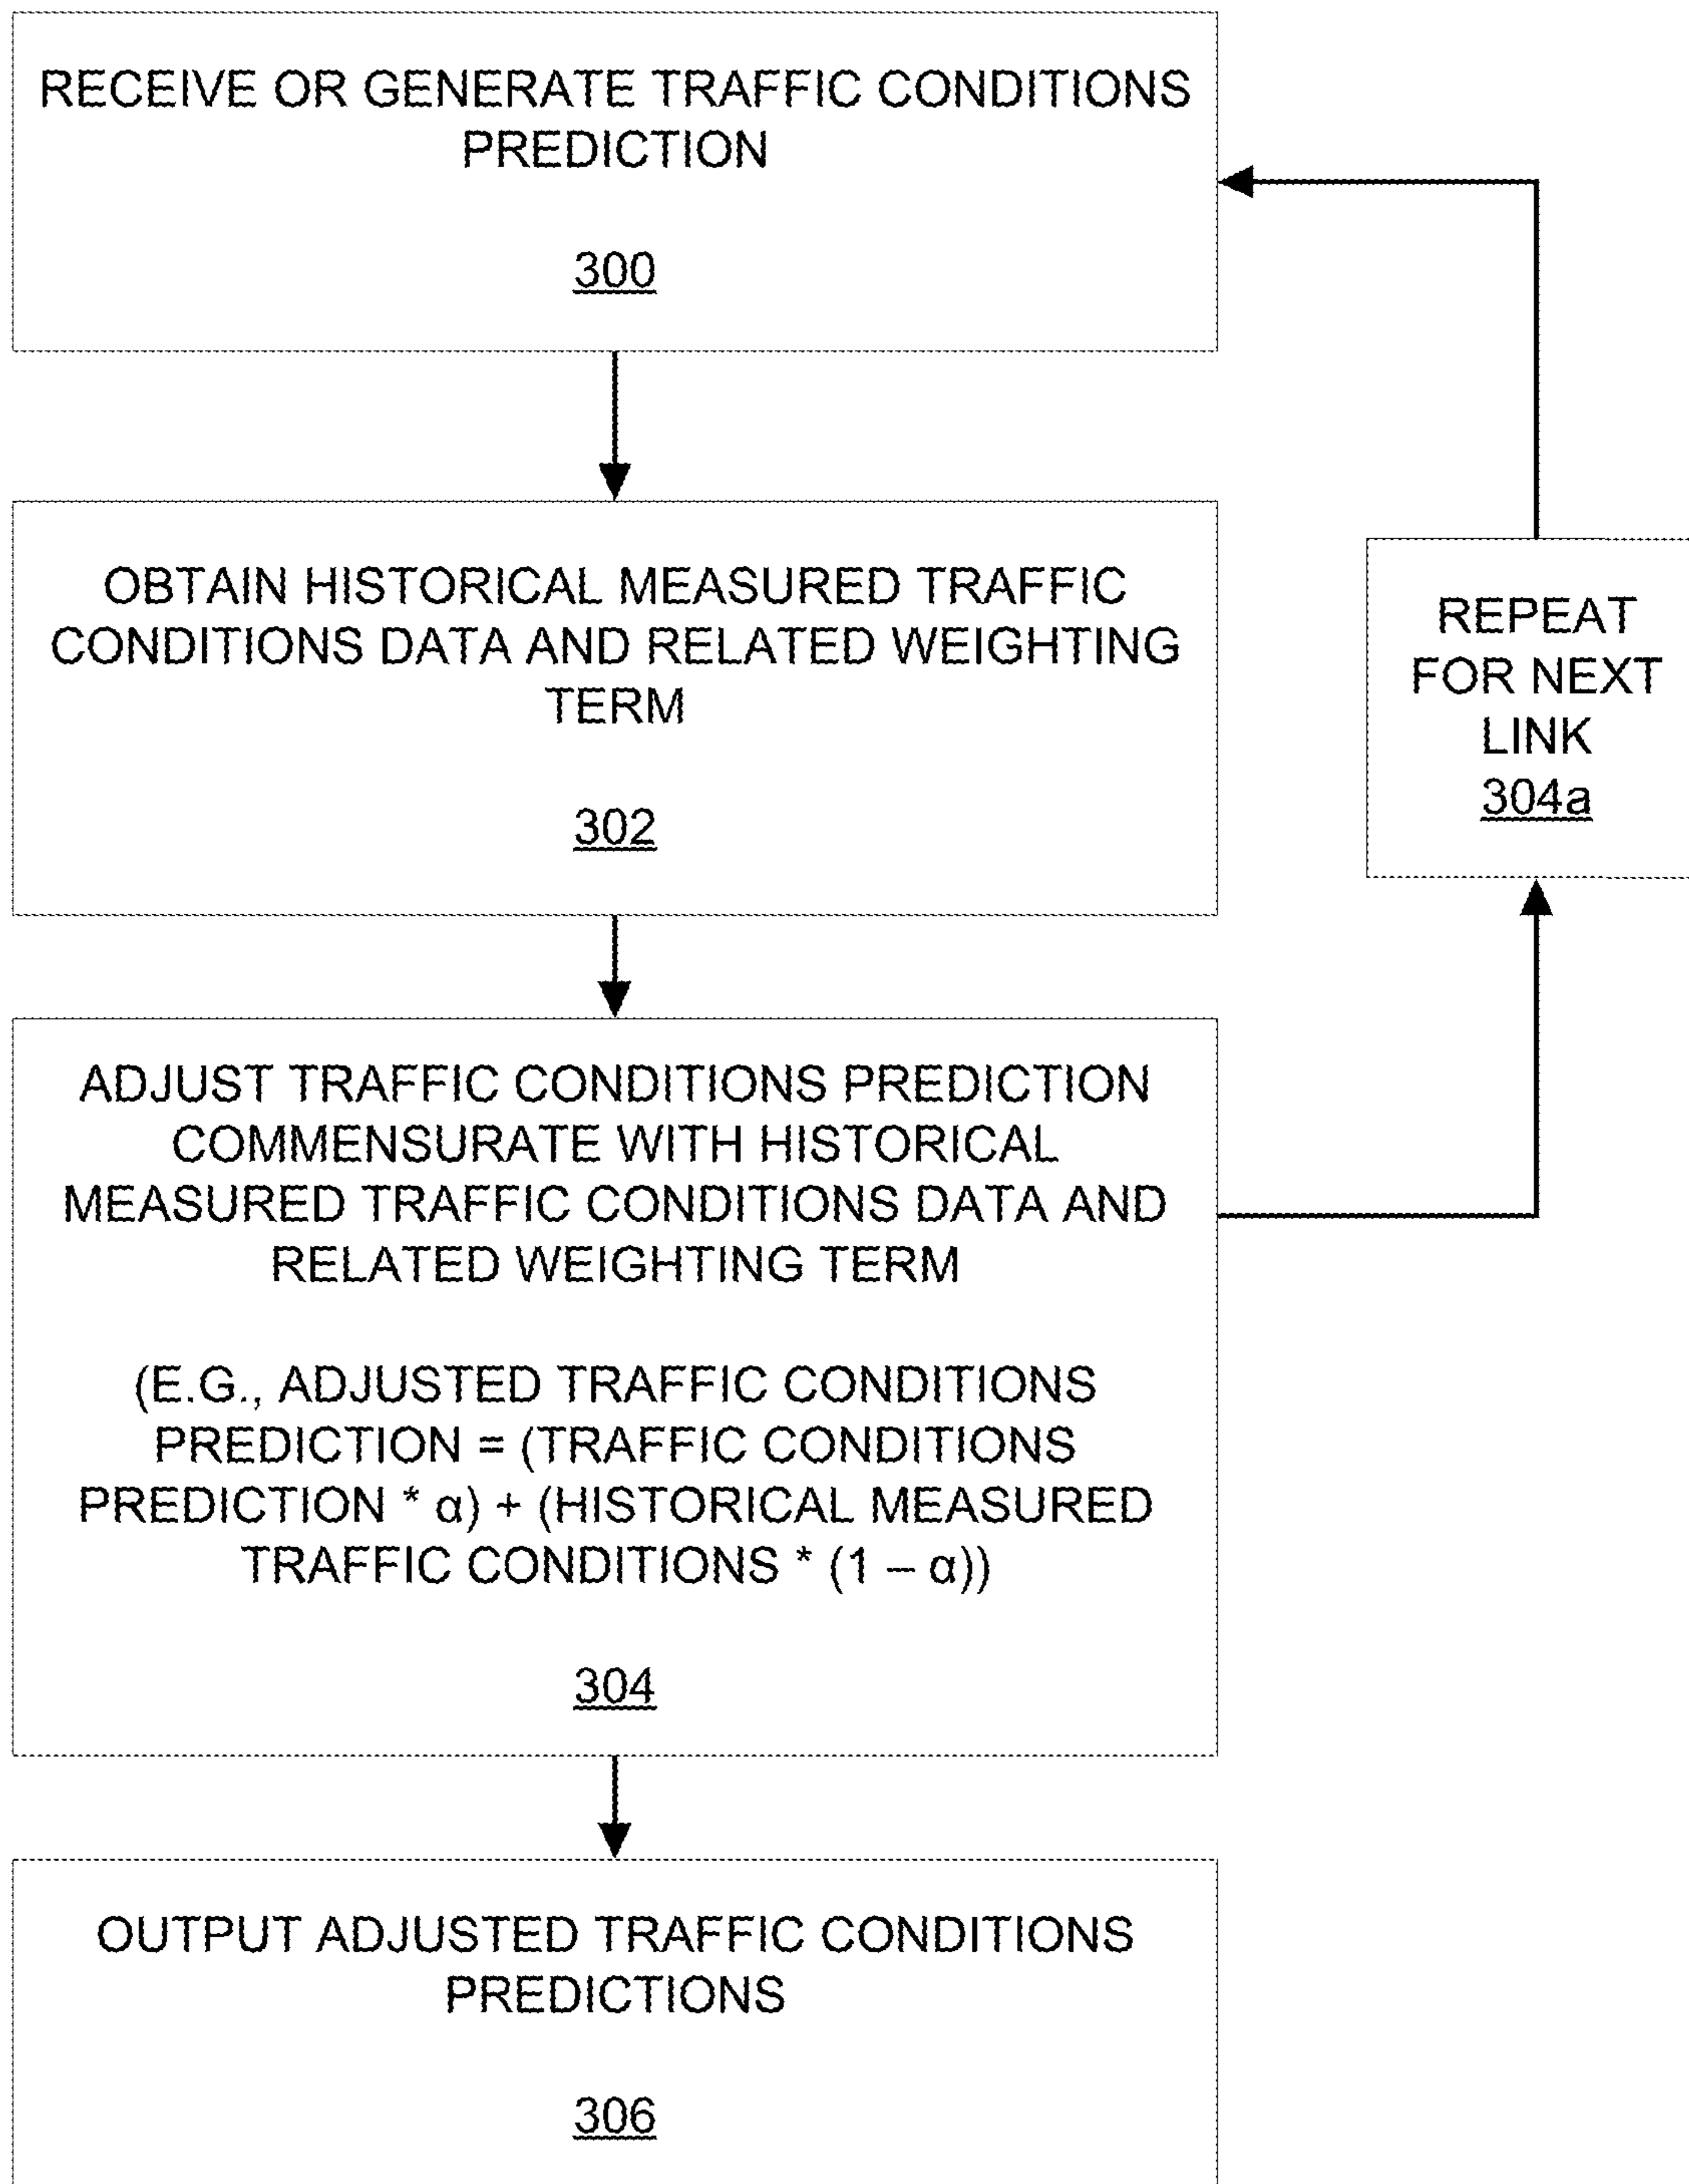 RECEIVE OR GENERATE TRAFFIC CONDITIONS
PREDICTION
300
OBTAIN HISTORICAL MEASURED TRAFFIC
CONDITIONS DATA AND RELATED WEIGHTING
TERM
302
REPEAT
FOR NEXT
LINK
304a
ADJUST TRAFFIC CONDITIONS PREDICTION
COMMENSURATE WITH HISTORICAL
MEASURED TRAFFIC CONDITIONS DATA AND
RELATED WEIGHTING TERM
(E.G., ADJUSTED TRAFFIC CONDITIONS
PREDICTION = (TRAFFIC CONDITIONS
PREDICTION * α) + (HISTORICAL MEASURED
TRAFFIC CONDITIONS * (1 – α))
304
OUTPUT ADJUSTED TRAFFIC CONDITIONS
PREDICTIONS
306